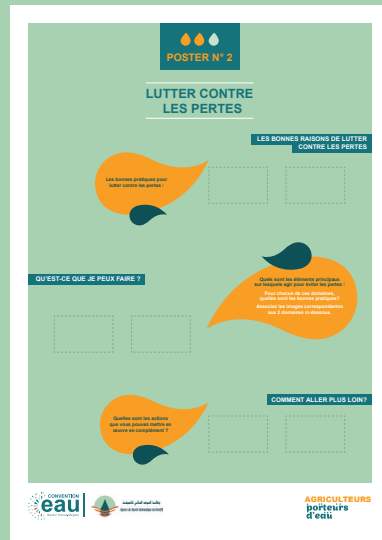 POSTER N° 2
LUTTER CONTRE
LES PERTES
LES BONNES RAISONS DE LUTTER
CONTRE LES PERTES
Les bonnes pratiques pour
lutter contre les pertes :
QU'EST-CE QUE JE PEUX FAIRE ?
Quels sont les éléments principaux
sur lesquels agir pour éviter les pertes :
Pour chacun de ces domaines,
quelles sont les bonnes pratiques?
Associez les images correspondantes
aux 2 domaines ci-dessous.
COMMENT ALLER PLUS LOIN?
Quelles sont les actions
que vous pouvez mettre en
œuvre en complément ?
CONVENTION
eau
AGRICULTEURS
porteurs
d'eau